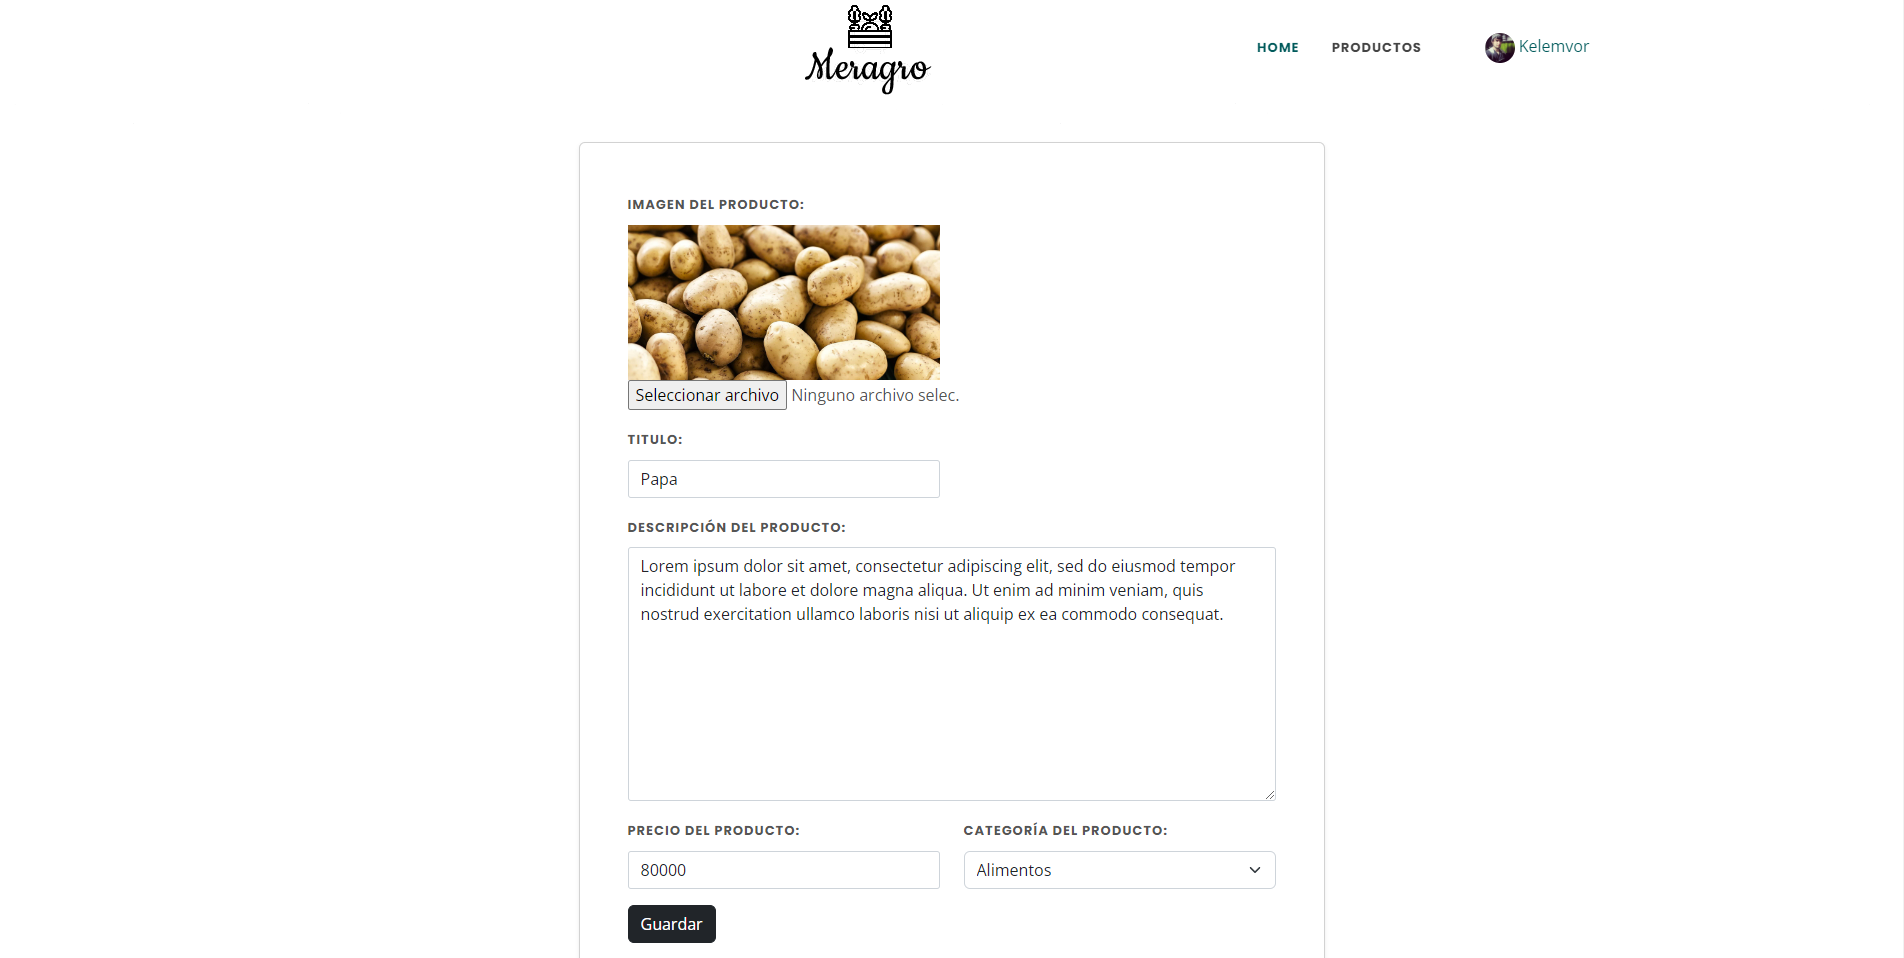 Meragro
HOME
PRODUCTOS
Kelemvor
IMAGEN DEL PRODUCTO:
Seleccionar archivo Ninguno archivo selec.
TITULO:
Papa
DESCRIPCIÓN DEL PRODUCTO:
Lorem ipsum dolor sit amet, consectetur adipiscing elit, sed do eiusmod tempor
incididunt ut labore et dolore magna aliqua. Ut enim ad minim veniam, quis
nostrud exercitation ullamco laboris nisi ut aliquip ex ea commodo consequat.
PRECIO DEL PRODUCTO:
80000
CATEGORÍA DEL PRODUCTO:
Alimentos
Guardar